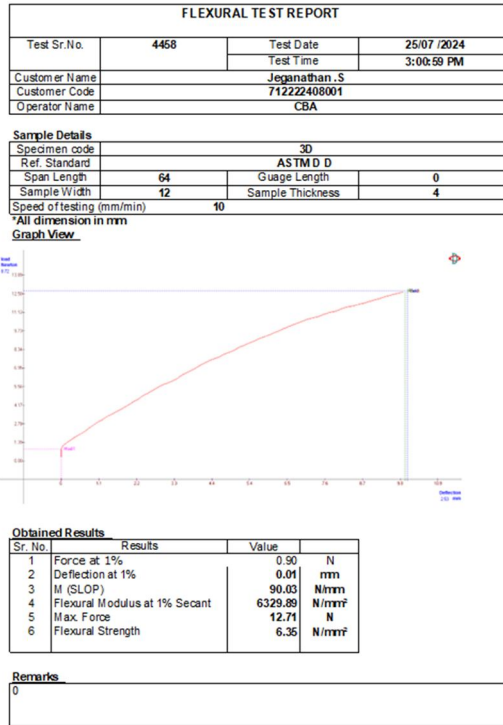 FLEXURAL TEST REPORT
Test Sr.No. 4458 Test Date 25/07 /2024
Test Time 3:00:59 PM
Customer Name Jeganathan .S
Customer Code 712222408001
Operator Name CBA
Sample Details
Specimen code 3D
Ref. Standard ASTM D D
Span Length 64 Guage Length 0
Sample Width 12 Sample Thickness 4
Speed of testing (mm/min) 10
*All dimension in mm
Graph View
Deflection
mm
Obtained Results
Sr. No. Results Value
1 Force at 1% 0.90 N
2 Deflection at 1% 0.01 mm
3 M (SLOP) 90.03 N/mm
4 Flexural Modulus at 1% Secant 6329.89 N/mm²
5 Max. Force 12.71 N
6 Flexural Strength 6.35 N/mm²
Remarks
0